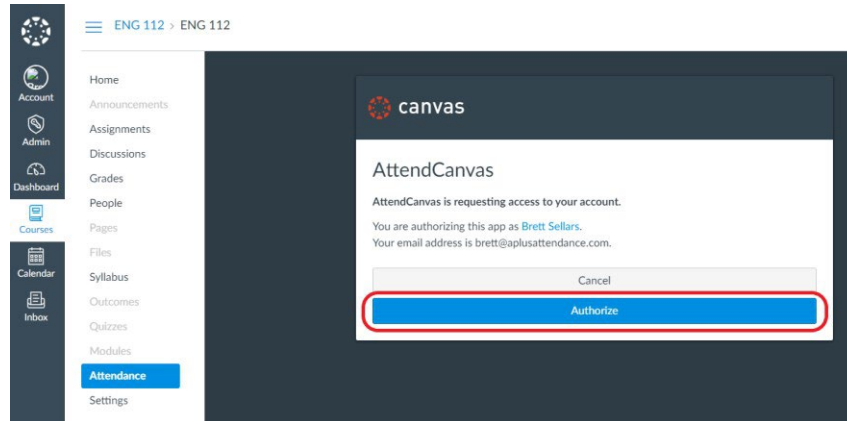 ENG 112 > ENG 112
Account
Admin
Dashboard
Courses
Calendar
Inbox
Home
Announcements
Assignments
Discussions
Grades
People
Pages
Files
Syllabus
Outcomes
Quizzes
Modules
Attendance
Settings
canvas
AttendCanvas
AttendCanvas is requesting access to your account.
You are authorizing this app as Brett Sellars.
Your email address is brett@aplusattendance.com.
Cancel
Authorize